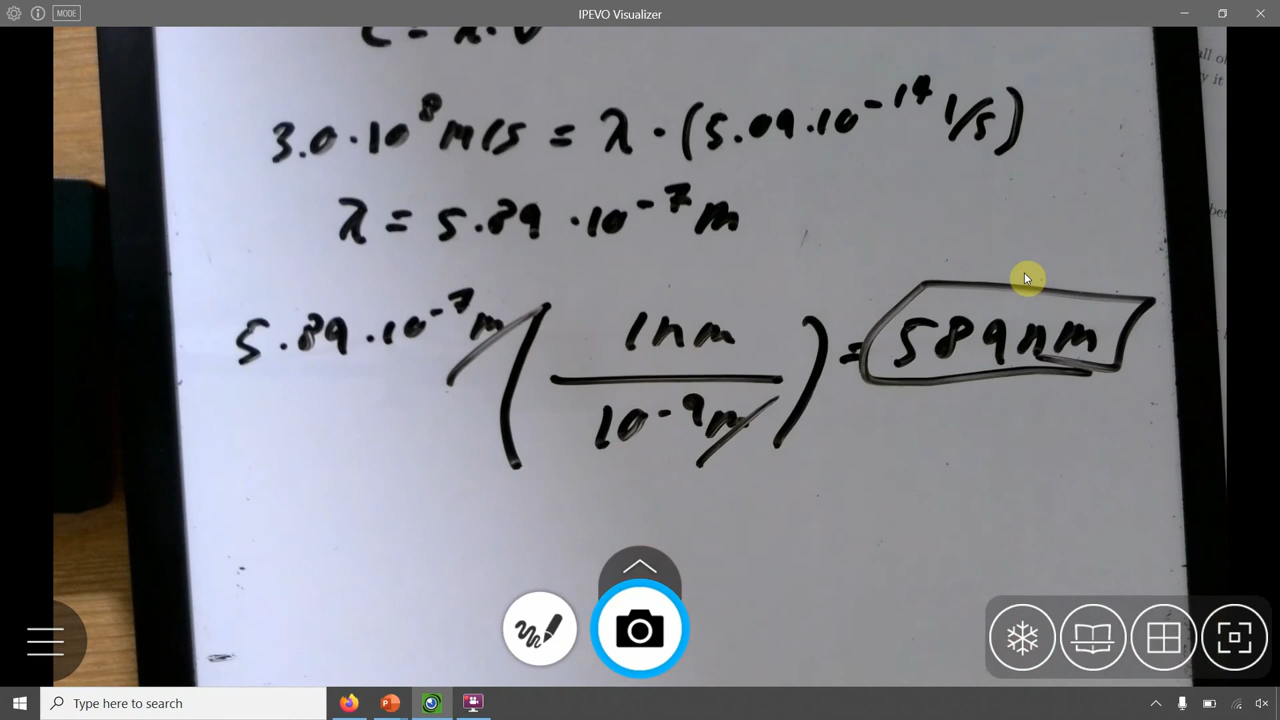 MODE
IPEVO Visualizer
c = λ·ν
3.0·10⁸ m/s = λ·(5.09·10⁻¹⁴ 1/s)
λ = 5.89·10⁻⁷ m
5.89·10⁻⁷ m (1nm / 10⁻⁹ m) = 589nm
Type here to search